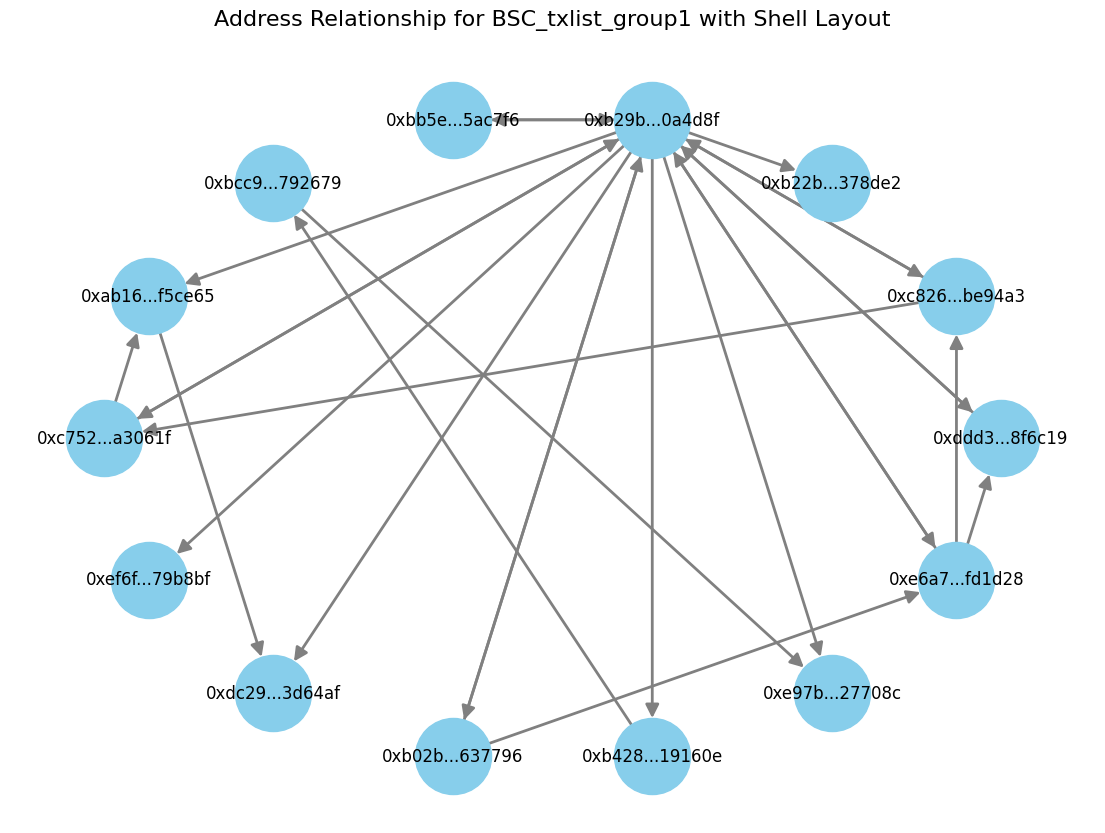 Address Relationship for BSC_txlist_group1 with Shell Layout
0xbb5e...5ac7f6
0xb29b...0a4d8f
0xbcc9...792679
0xb22b...378de2
0xab16...f5ce65
0xc826...be94a3
0xc752...a3061f
0xddd3...8f6c19
0xef6f...79b8bf
0xe6a7...fd1d28
0xdc29...3d64af
0xe97b...27708c
0xb02b...637796
0xb428...19160e